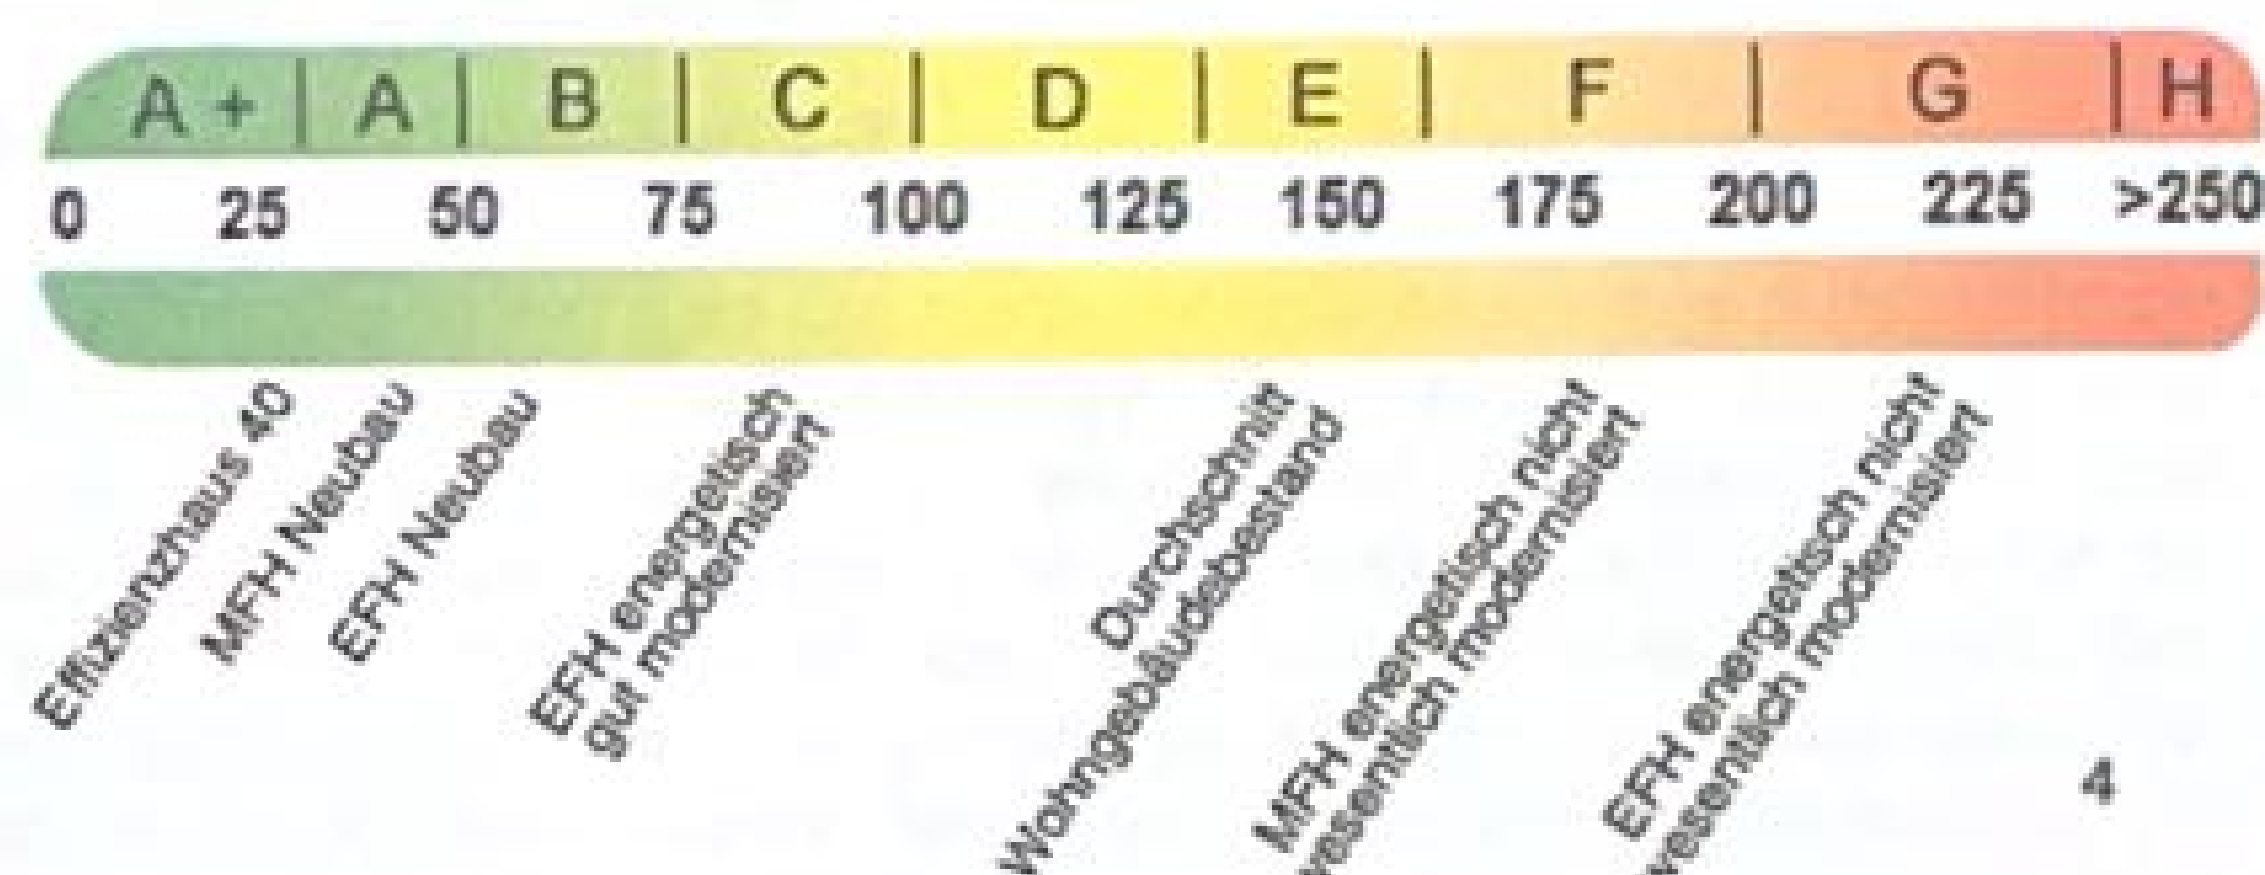 A+ | A | B | C | D | E | F | G | H
0 25 50 75 100 125 150 175 200 225 >250
Effizienzhaus 40
MFH Neubau
EFH Neubau
EFH energetisch
gut modernisiert
Durchschnitt
Wohngebäudebestand
MFH energetisch nicht
wesentlich modernisiert
EFH energetisch nicht
wesentlich modernisiert
4